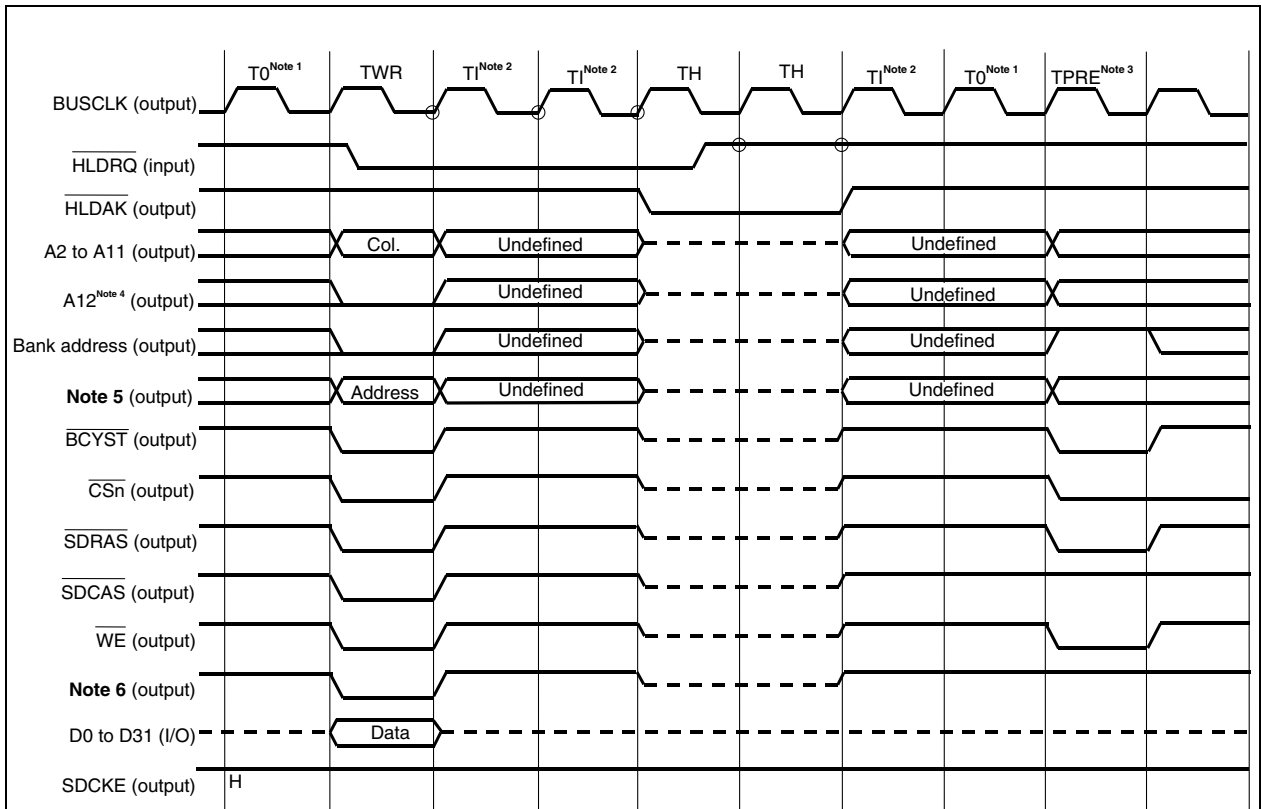 T0Note 1 TWR TINote 2 TINote 2 TH TH TINote 2 T0Note 1 TPRENote 3
BUSCLK (output)
HLDRQ (input)
HLDAK (output)
A2 to A11 (output) Col. Undefined Undefined
A12Note 4 (output) Undefined Undefined
Bank address (output) Undefined Undefined
Note 5 (output) Address Undefined Undefined
BCYST (output)
CSn (output)
SDRAS (output)
SDCAS (output)
WE (output)
Note 6 (output)
D0 to D31 (I/O) Data
SDCKE (output) H